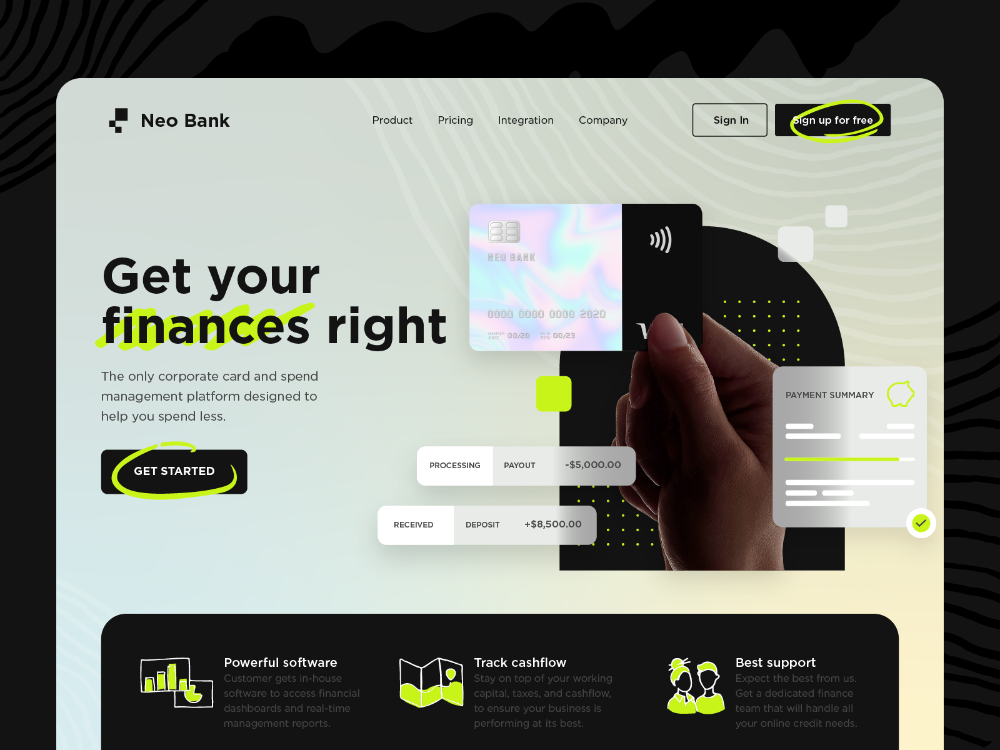 Neo Bank
Product
Pricing
Integration
Company
Sign In
Sign up for free
Get your
finances right
The only corporate card and spend
management platform designed to
help you spend less.
GET STARTED
NEU BANK
0000 0000 0000 2020
00/20
00/23
PAYMENT SUMMARY
PROCESSING
PAYOUT
-$5,000.00
RECEIVED
DEPOSIT
+$8,500.00
Powerful software
Customer gets in-house
software to access financial
dashboards and real-time
management reports.
Track cashflow
Stay on top of your working
capital, taxes, and cashflow,
to ensure your business is
performing at its best.
Best support
Expect the best from us.
Get a dedicated finance
team that will handle all
your online credit needs.